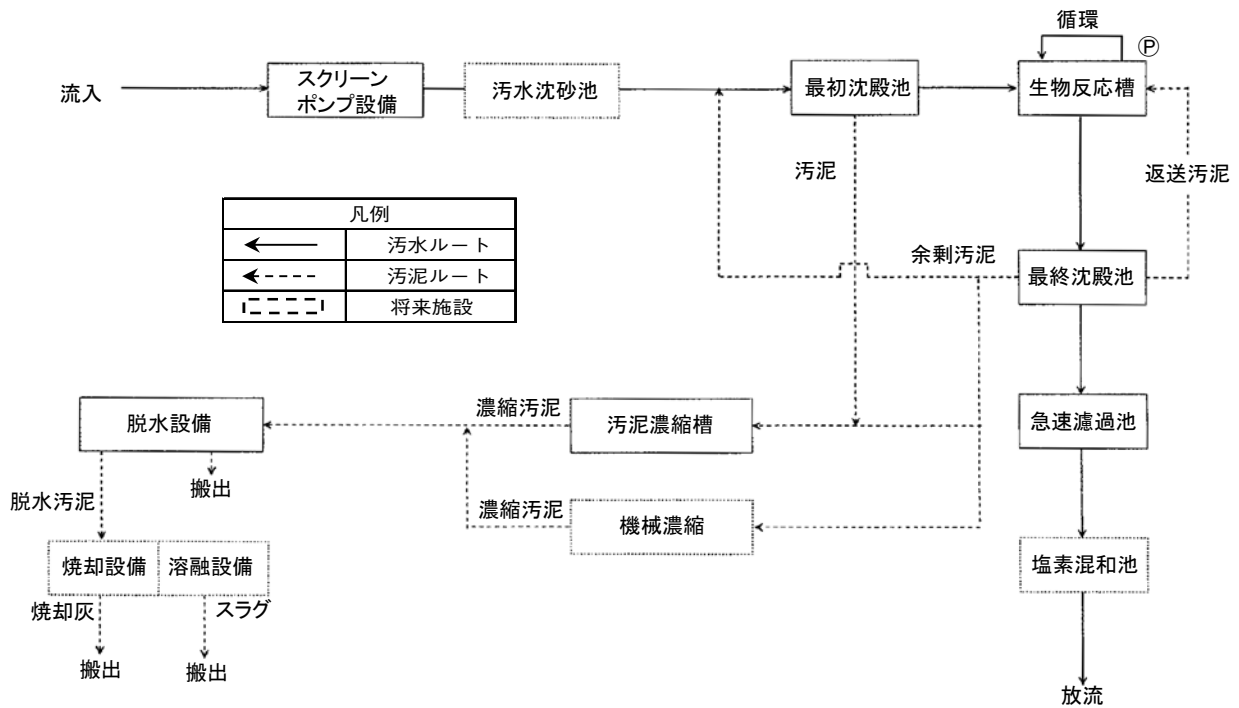 循環
Ⓟ
流入
スクリーン
ポンプ設備
汚水沈砂池
最初沈殿池
生物反応槽
汚泥
返送汚泥
凡例
汚水ルート
汚泥ルート
将来施設
余剰汚泥
最終沈殿池
脱水設備
濃縮汚泥
汚泥濃縮槽
急速濾過池
搬出
脱水汚泥
濃縮汚泥
機械濃縮
焼却設備
溶融設備
塩素混和池
焼却灰
スラグ
搬出
搬出
放流